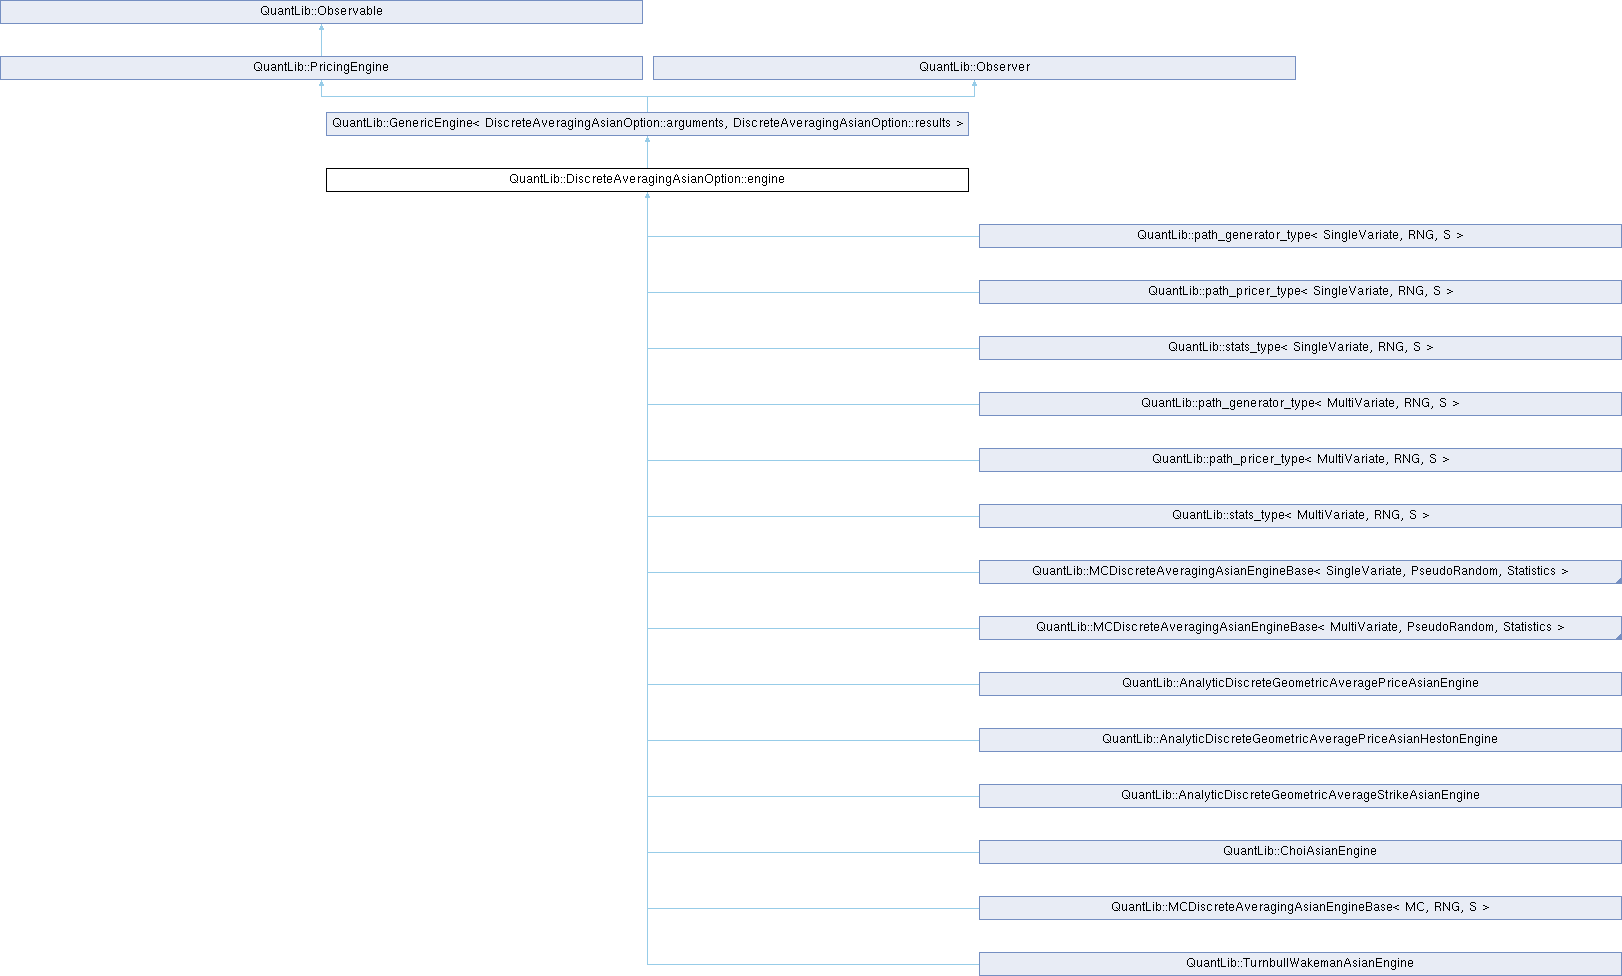 QuantLib::Observable
QuantLib::PricingEngine
QuantLib::Observer
QuantLib::GenericEngine< DiscreteAveragingAsianOption::arguments, DiscreteAveragingAsianOption::results >
QuantLib::DiscreteAveragingAsianOption::engine
QuantLib::path_generator_type< SingleVariate, RNG, S >
QuantLib::path_pricer_type< SingleVariate, RNG, S >
QuantLib::stats_type< SingleVariate, RNG, S >
QuantLib::path_generator_type< MultiVariate, RNG, S >
QuantLib::path_pricer_type< MultiVariate, RNG, S >
QuantLib::stats_type< MultiVariate, RNG, S >
QuantLib::MCDiscreteAveragingAsianEngineBase< SingleVariate, PseudoRandom, Statistics >
QuantLib::MCDiscreteAveragingAsianEngineBase< MultiVariate, PseudoRandom, Statistics >
QuantLib::AnalyticDiscreteGeometricAveragePriceAsianEngine
QuantLib::AnalyticDiscreteGeometricAveragePriceAsianHestonEngine
QuantLib::AnalyticDiscreteGeometricAverageStrikeAsianEngine
QuantLib::ChoiAsianEngine
QuantLib::MCDiscreteAveragingAsianEngineBase< MC, RNG, S >
QuantLib::TurnbullWakemanAsianEngine